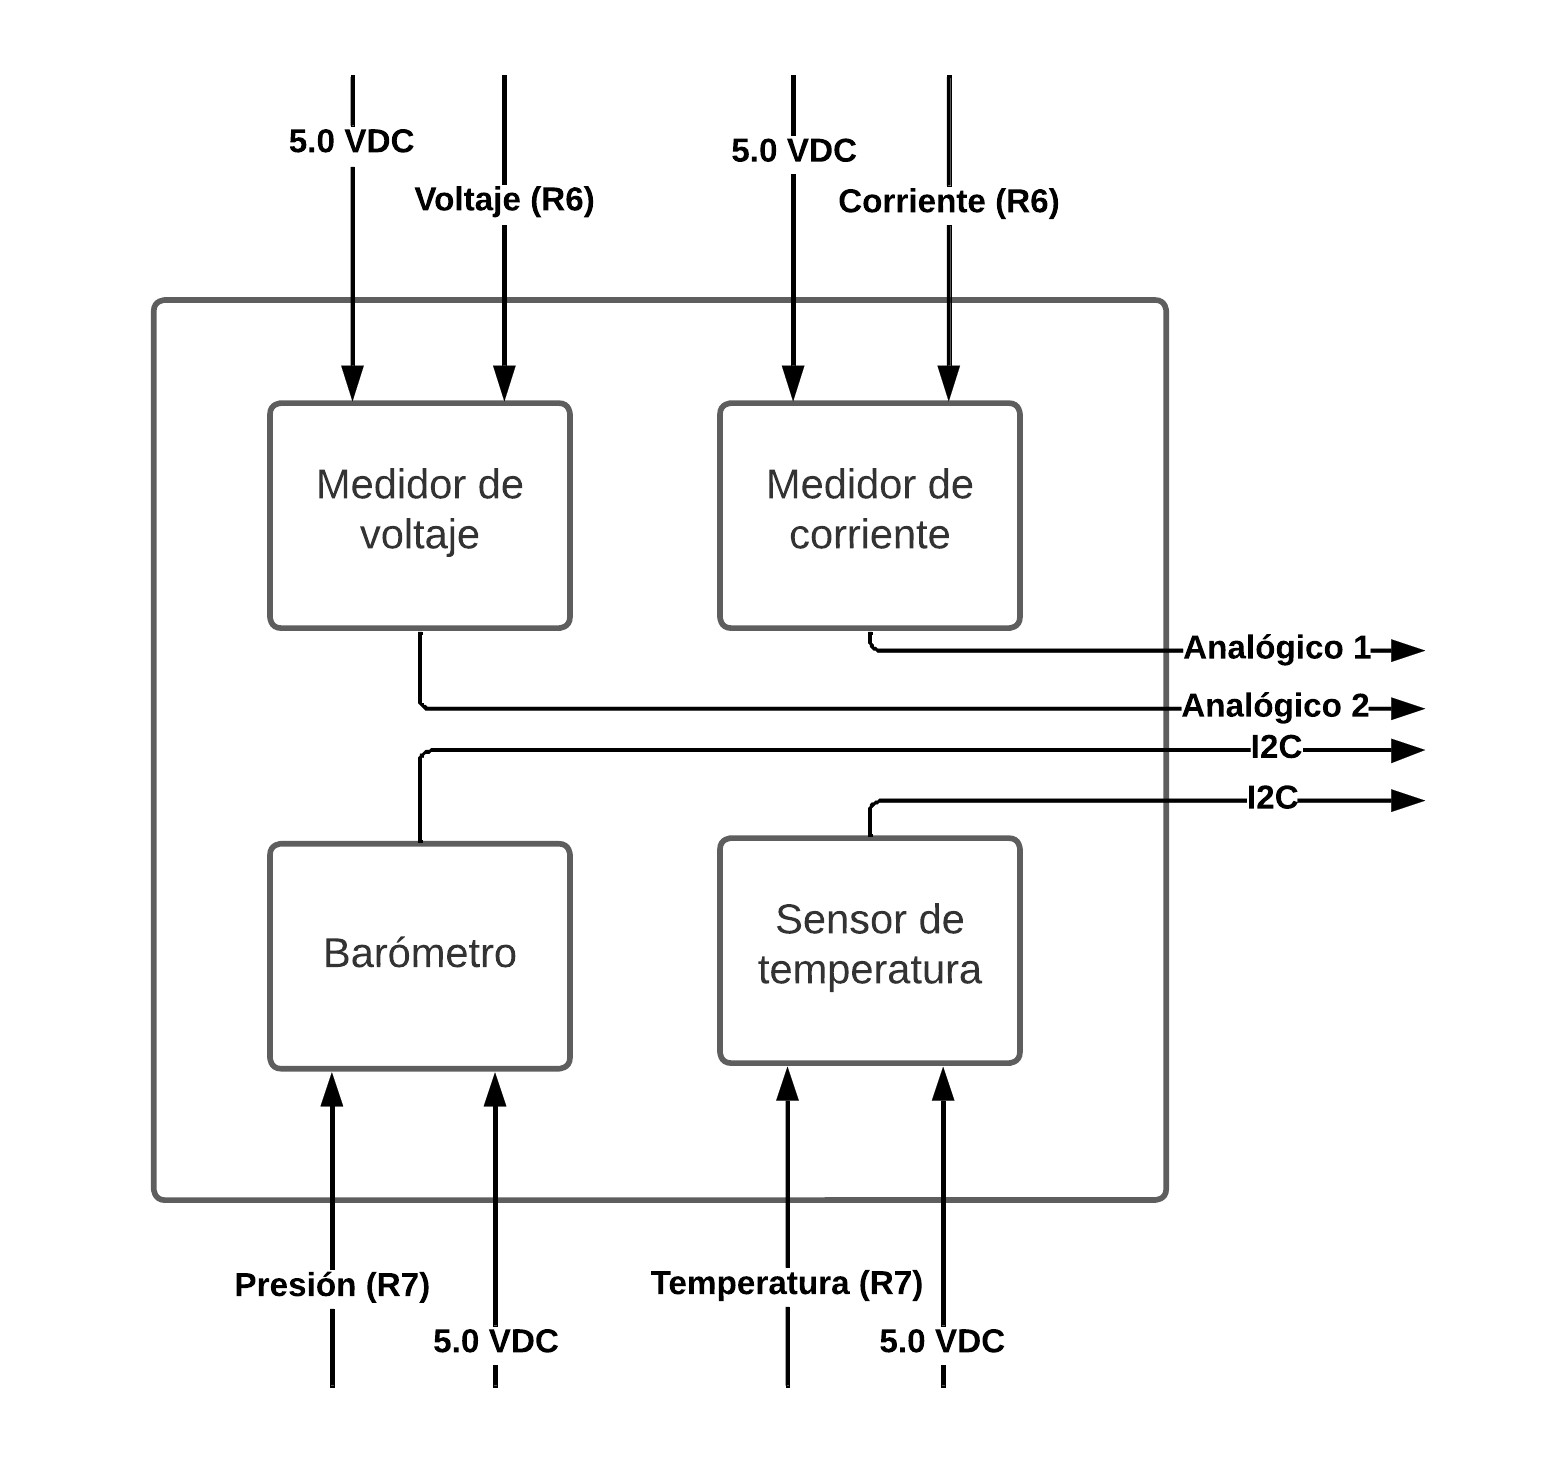 5.0 VDC
5.0 VDC
Voltaje (R6)
Corriente (R6)
Medidor de
voltaje
Medidor de
corriente
Analógico 1
Analógico 2
I2C
I2C
Barómetro
Sensor de
temperatura
Presión (R7)
Temperatura (R7)
5.0 VDC
5.0 VDC